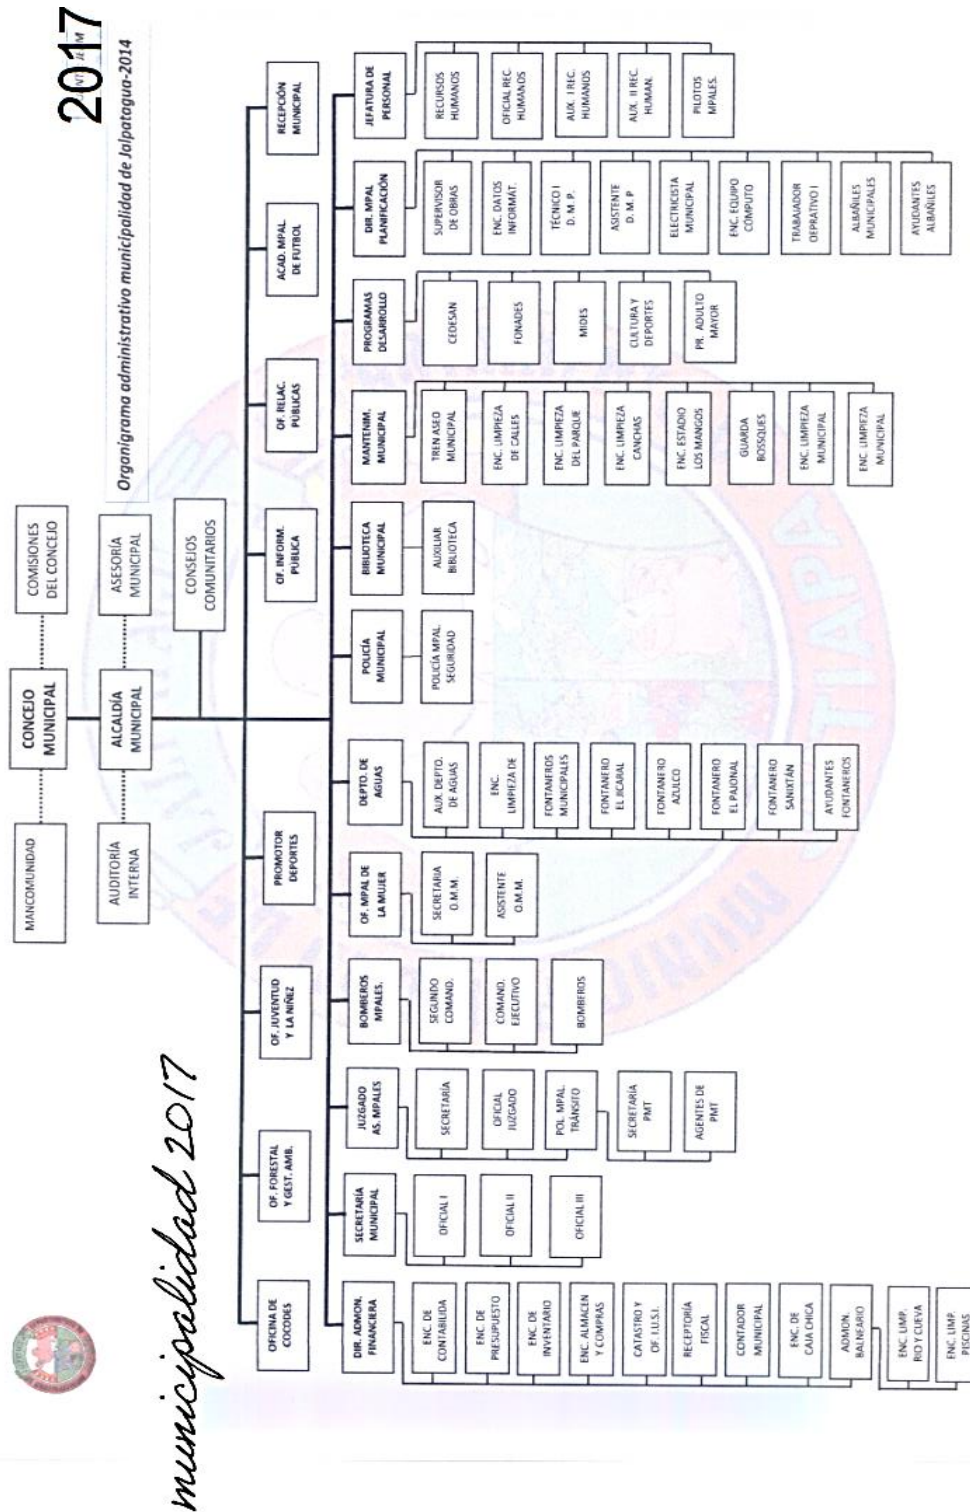 2017
Organigrama administrativo municipalidad de Jalpatagua-2014
municipalidad 2017
MANCOMUNIDAD
CONCEJO
MUNICIPAL
COMISIONES
DEL CONCEJO
AUDITORÍA
INTERNA
ALCALDÍA
MUNICIPAL
ASESORÍA
MUNICIPAL
CONSEJOS
COMUNITARIOS
OFICINA DE
COCODES
OF. FORESTAL
Y GEST. AMB.
OF. JUVENTUD
Y LA NIÑEZ
PROMOTOR
DEPORTES
OF. INFORM.
PÚBLICA
OF. RELAC.
PÚBLICAS
ACAD. MPAL.
DE FUTBOL
RECEPCIÓN
MUNICIPAL
DIR. ADMON.
FIINANCIERA
ENC. DE
CONTABILIDA
ENC. DE
PRESUPUESTO
ENC. DE
INVENTARIO
ENC. ALMACEN
Y COMPRAS
CATASTRO Y
OF. I.U.S.I.
RECEPTORÍA
FISCAL
CONTADOR
MUNICIPAL
ENC. DE
CAJA CHICA
ADMON.
BALNEARIO
ENC. LIMP.
RIO Y CUEVA
ENC. LIMP.
PISCINAS
SECRETARÍA
MUNICIPAL
OFICIAL I
OFICIAL II
OFICIAL III
JUZGADO
AS. MPALES
SECRETARÍA
OFICIAL
JUZGADO
POL. MPAL.
TRÁNSITO
SECRETARÍA
PMT
AGENTES DE
PMT
BOMBEROS
MPALES.
SEGUNDO
COMAND.
COMAND.
EJECUTIVO
BOMBEROS
OF. MPAL DE
LA MUJER
SECRETARIA
O.M.M.
ASISTENTE
O.M.M.
DEPTO. DE
AGUAS
AUX. DEPTO.
DE AGUAS
ENC.
LIMPIEZA DE
FONTANEROS
MUNICIPALES
FONTANERO
EL JICARAL
FONTANERO
AZULCO
FONTANERO
EL PAJONAL
FONTANERO
SANIXTÁN
AYUDANTES
FONTANEROS
POLICÍA
MUNICIPAL
POLICÍA MPAL.
SEGURIDAD
BIBLIOTECA
MUNICIPAL
AUXILIAR
BIBLIOTECA
MANTENIM.
MUNICIPAL
TREN ASEO
MUNICIPAL
ENC. LIMPIEZA
DE CALLES
ENC. LIMPIEZA
DEL PARQUE
ENC. LIMPIEZA
CANCHAS
ENC. ESTADIO
LOS MANGOS
GUARDA
BOSSQUES
ENC. LIMPIEZA
MUNICIPAL
ENC. LIMPIEZA
MUNICIPAL
PROGRAMAS
DESARROLLO
CEDESAN
FONADES
MIDES
CULTURA Y
DEPORTES
PR. ADULTO
MAYOR
DIR. MPAL
PLANIFICACIÓN
SUPERVISOR
DE OBRAS
ENC. DATOS
INFORMÁT.
TÉCNICO I
D. M. P.
ASISTENTE
D. M. P
ELECTRICISTA
MUNICIPAL
ENC. EQUIPO
CÓMPUTO
TRABAJADOR
OEPRATIVO I
ALBAÑILES
MUNICIPALES
AYUDANTES
ALBAÑILES
JEFATURA DE
PERSONAL
RECURSOS
HUMANOS
OFICIAL REC.
HUMANOS
AUX. I REC.
HUMANOS
AUX. II REC.
HUMAN.
PILOTOS
MPALES.